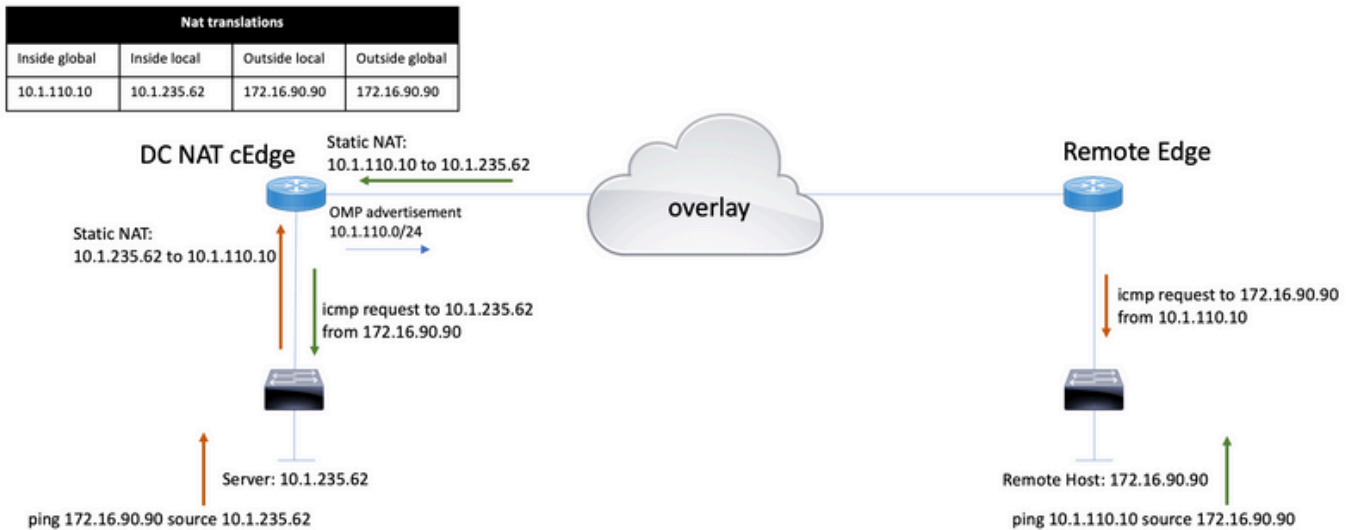 Nat translations
Inside global
Inside local
Outside local
Outside global
10.1.110.10
10.1.235.62
172.16.90.90
172.16.90.90
DC NAT cEdge
Static NAT:
10.1.110.10 to 10.1.235.62
overlay
Remote Edge
OMP advertisement
10.1.110.0/24
Static NAT:
10.1.235.62 to 10.1.110.10
icmp request to 10.1.235.62
from 172.16.90.90
icmp request to 172.16.90.90
from 10.1.110.10
Server: 10.1.235.62
Remote Host: 172.16.90.90
ping 172.16.90.90 source 10.1.235.62
ping 10.1.110.10 source 172.16.90.90